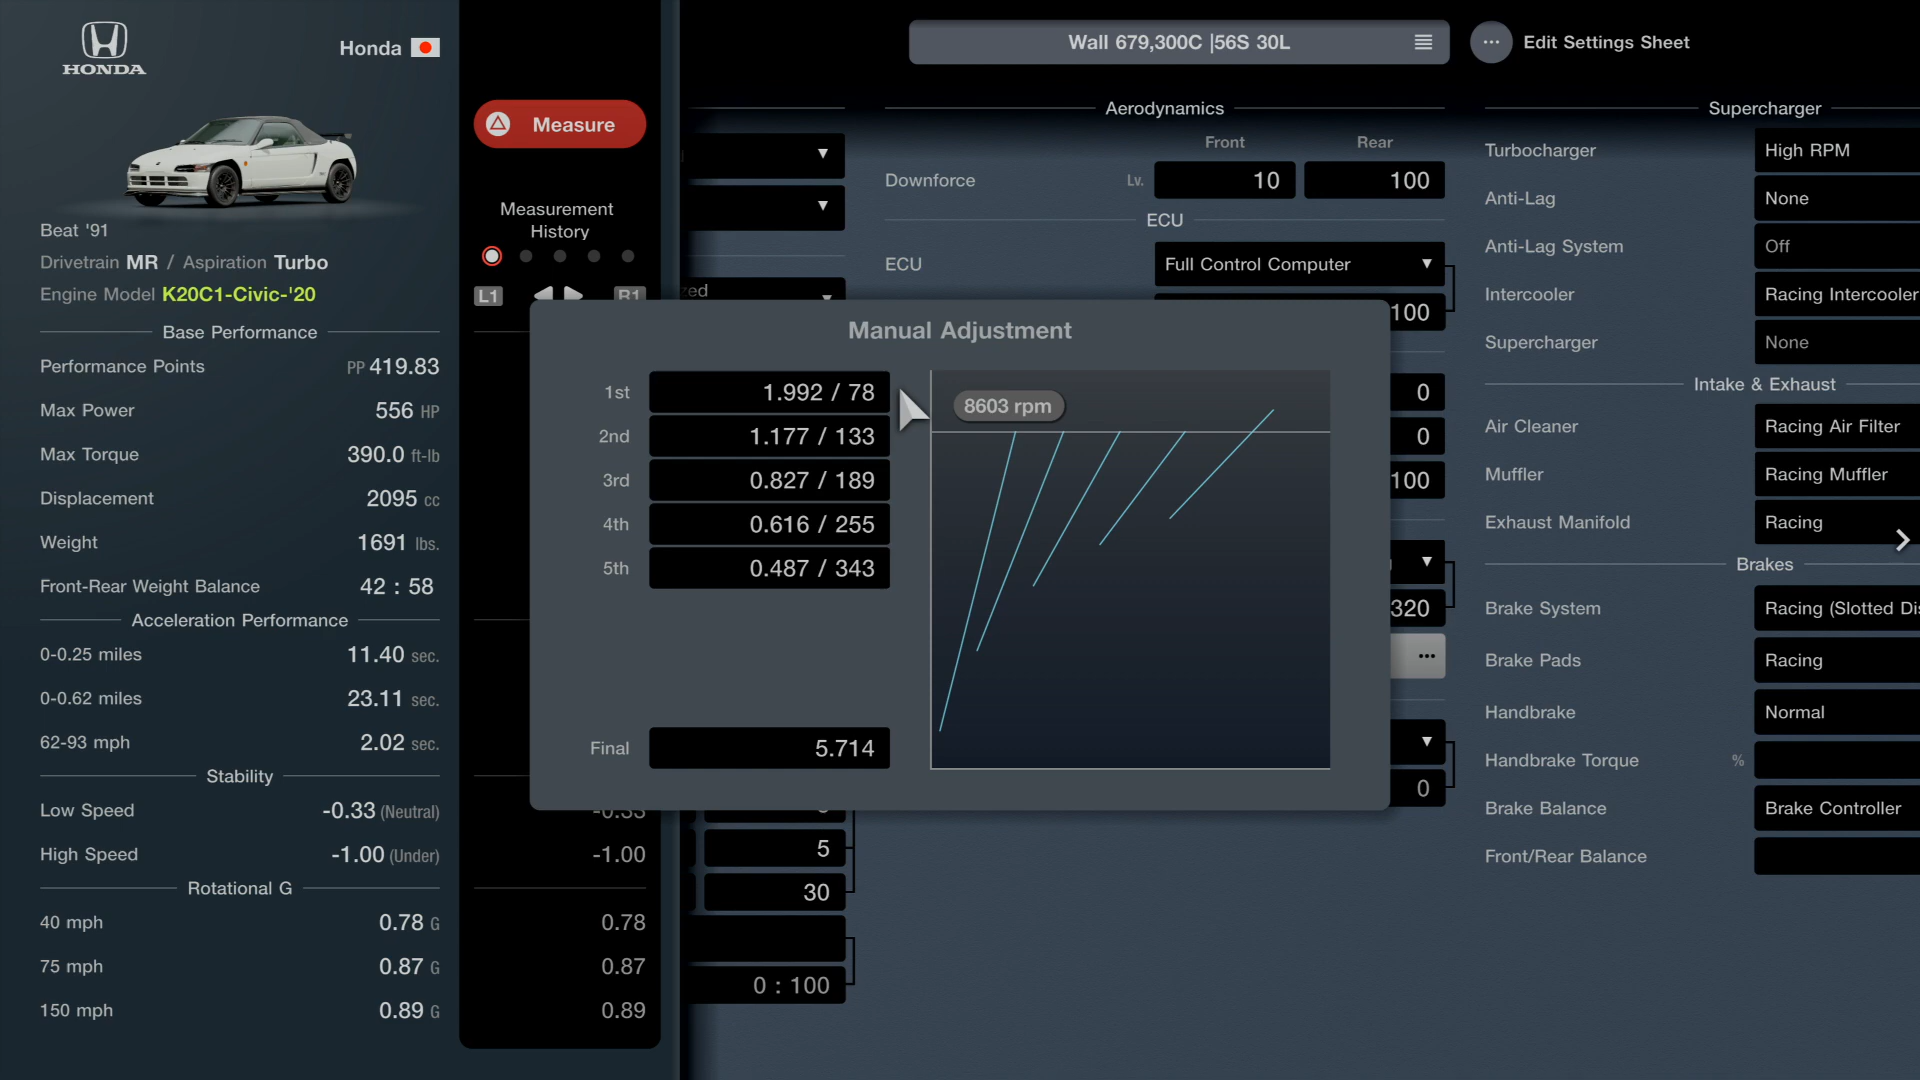 HONDA
Honda
Beat '91
Drivetrain MR / Aspiration Turbo
Engine Model K20C1-Civic-'20
Base Performance
Performance Points PP 419.83
Max Power 556 HP
Max Torque 390.0 ft-lb
Displacement 2095 cc
Weight 1691 lbs.
Front-Rear Weight Balance 42 : 58
Acceleration Performance
0-0.25 miles 11.40 sec.
0-0.62 miles 23.11 sec.
62-93 mph 2.02 sec.
Stability
Low Speed -0.33 (Neutral)
High Speed -1.00 (Under)
Rotational G
40 mph 0.78 G
75 mph 0.87 G
150 mph 0.89 G
Measure
Measurement
History
L1 R1
-0.33
-1.00
0.78
0.87
0.89
Wall 679,300C |56S 30L
Edit Settings Sheet
zed
5
30
0 : 100
Aerodynamics
Front Rear
Downforce Lv. 10 100
ECU
ECU Full Control Computer
100
0
0
100
320
0
Manual Adjustment
1st 1.992 / 78
2nd 1.177 / 133
3rd 0.827 / 189
4th 0.616 / 255
5th 0.487 / 343
Final 5.714
8603 rpm
Supercharger
Turbocharger High RPM
Anti-Lag None
Anti-Lag System Off
Intercooler Racing Intercooler
Supercharger None
Intake & Exhaust
Air Cleaner Racing Air Filter
Muffler Racing Muffler
Exhaust Manifold Racing
Brakes
Brake System Racing (Slotted Dis
Brake Pads Racing
Handbrake Normal
Handbrake Torque %
Brake Balance Brake Controller
Front/Rear Balance